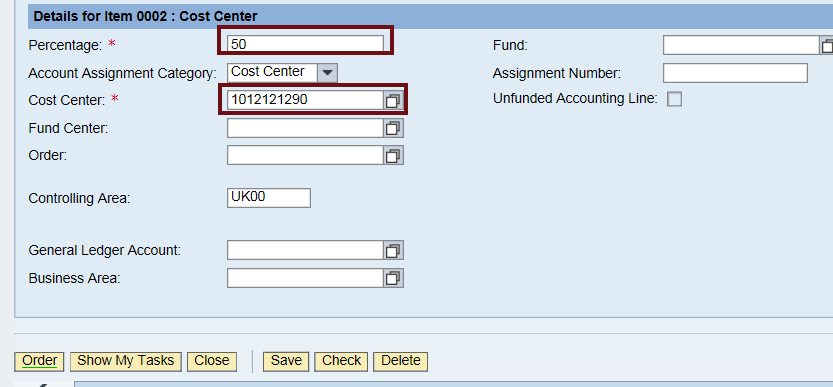 Details for Item 0002 : Cost Center
Percentage: * 50 Fund:
Account Assignment Category: Cost Center Assignment Number:
Cost Center: * 1012121290 Unfunded Accounting Line:
Fund Center:
Order:
Controlling Area: UK00
General Ledger Account:
Business Area:
Order Show My Tasks Close Save Check Delete